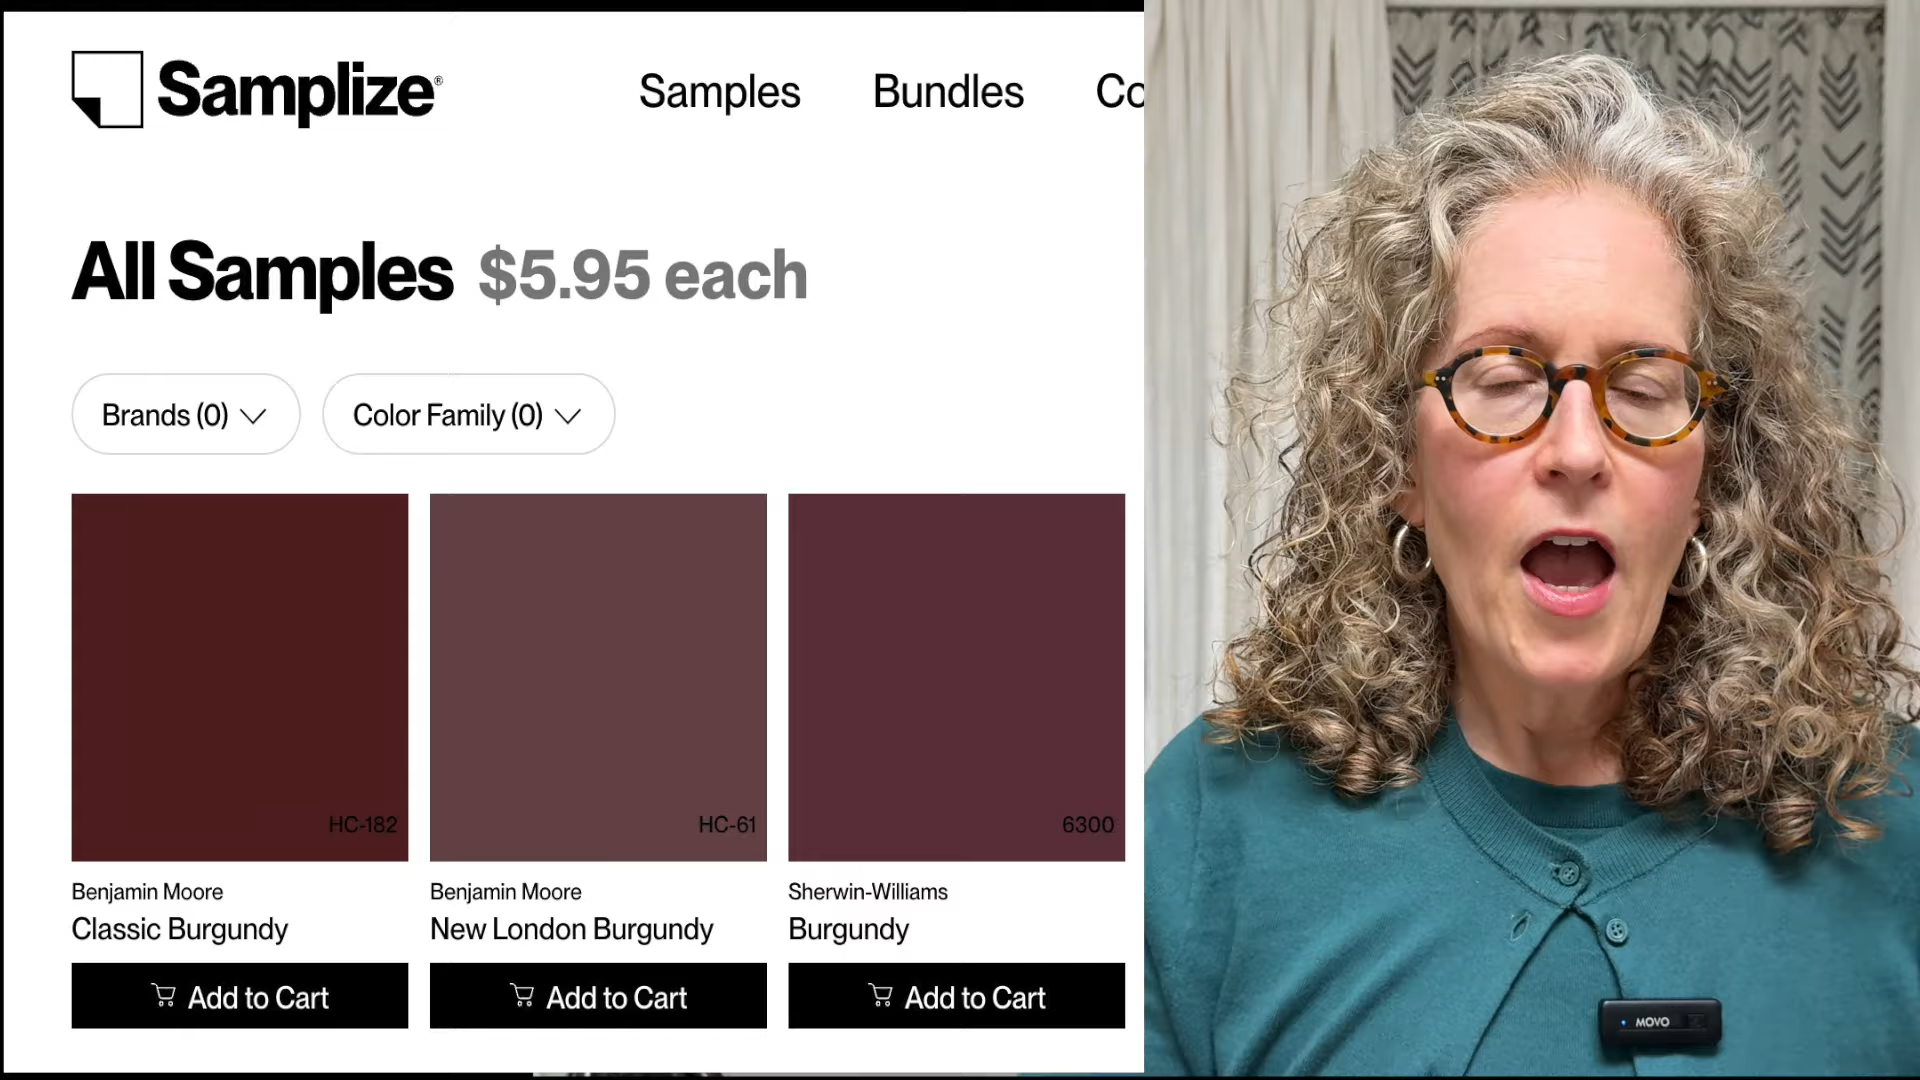 Samplize®
Samples Bundles Co
All Samples $5.95 each
Brands (0) Color Family (0)
HC-182 HC-61 6300
Benjamin Moore Benjamin Moore Sherwin-Williams
Classic Burgundy New London Burgundy Burgundy
Add to Cart Add to Cart Add to Cart
MOVO